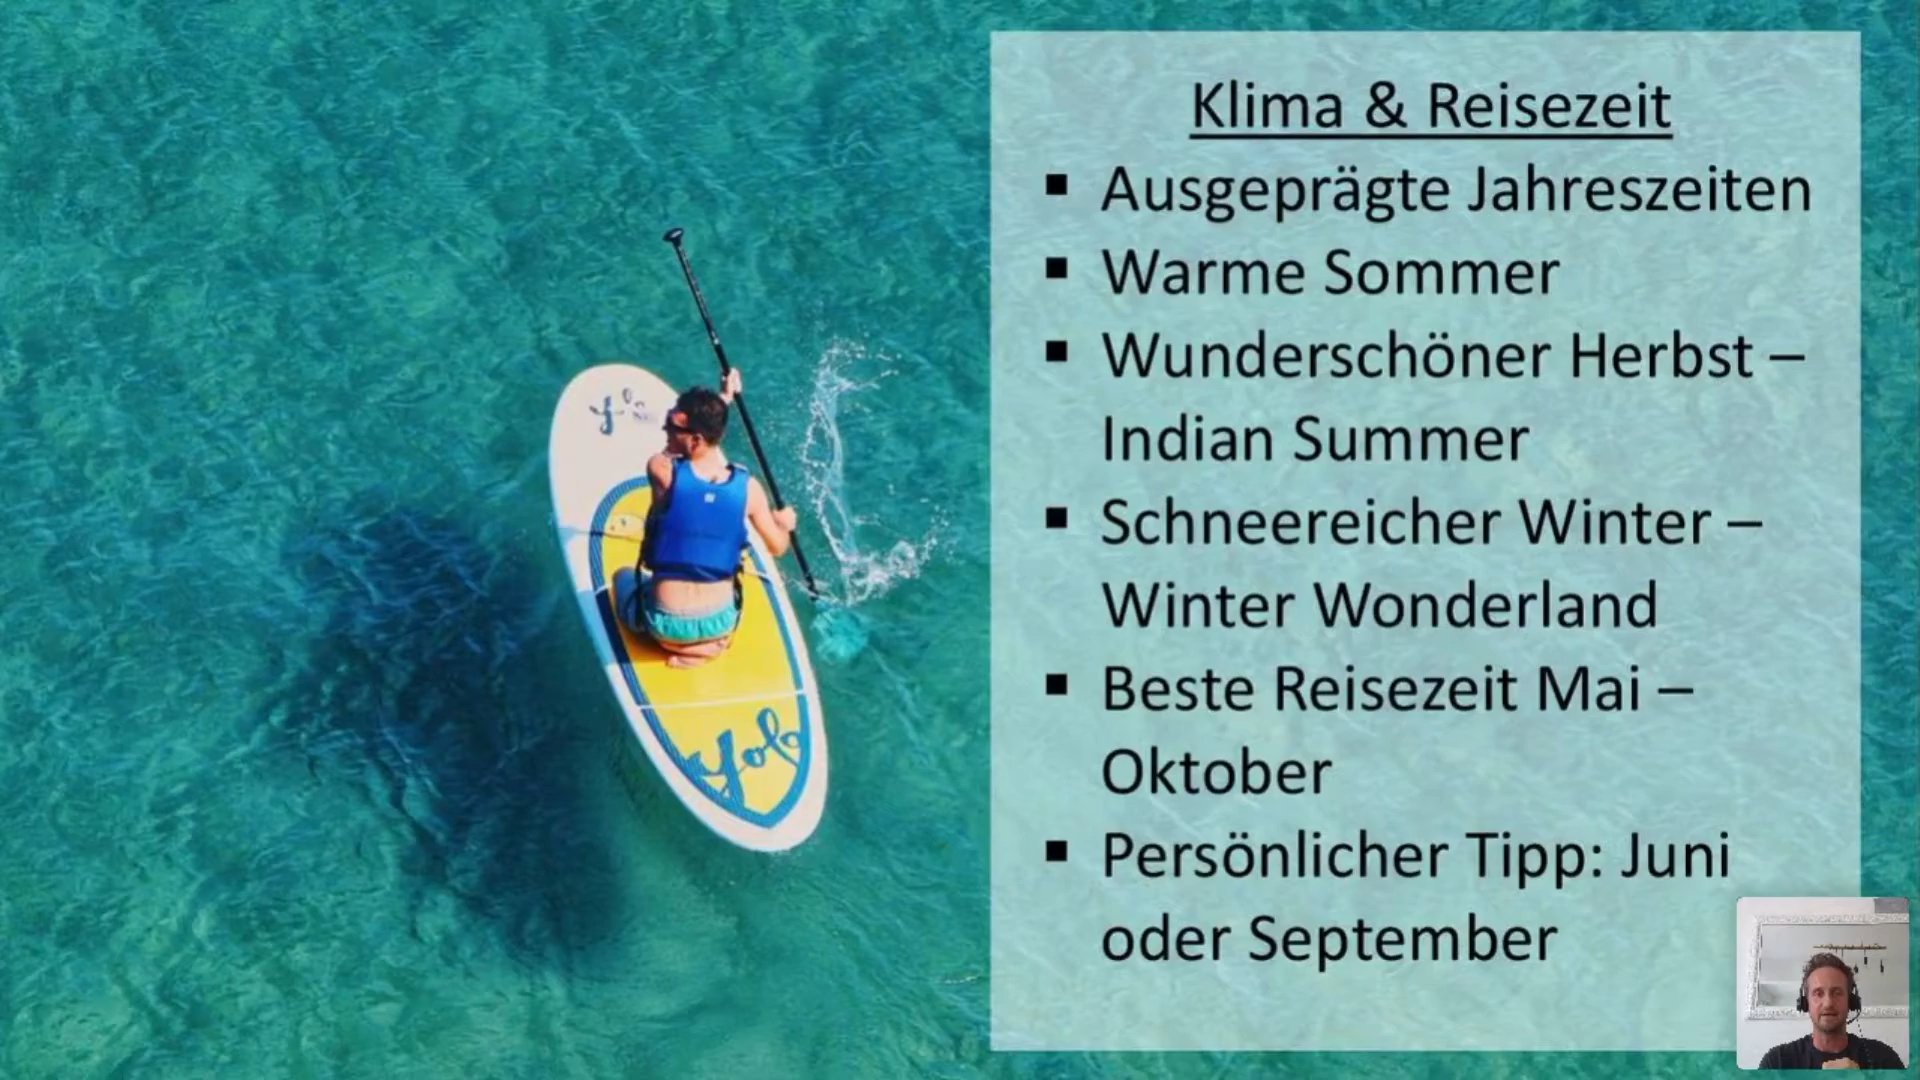 Klima & Reisezeit
▪ Ausgeprägte Jahreszeiten
▪ Warme Sommer
▪ Wunderschöner Herbst –
Indian Summer
▪ Schneereicher Winter –
Winter Wonderland
▪ Beste Reisezeit Mai –
Oktober
▪ Persönlicher Tipp: Juni
oder September